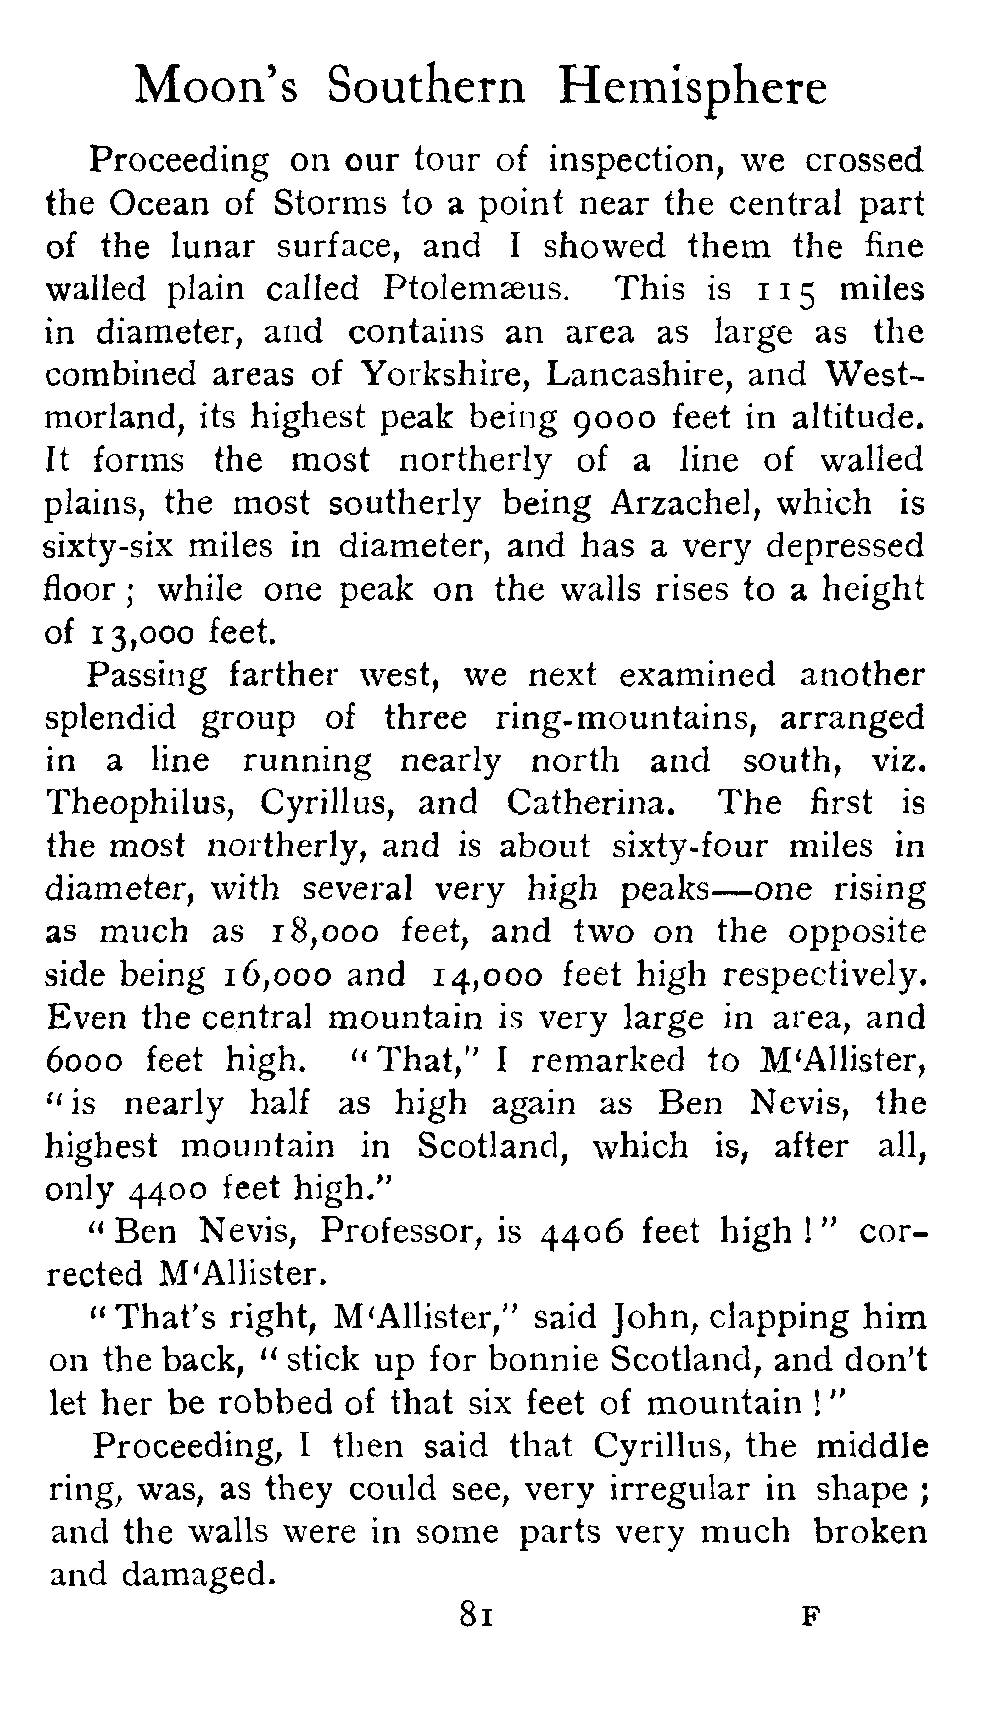 Moon's Southern Hemisphere
Proceeding on our tour of inspection, we crossed
the Ocean of Storms to a point near the central part
of the lunar surface, and I showed them the fine
walled plain called Ptolemæus. This is 115 miles
in diameter, and contains an area as large as the
combined areas of Yorkshire, Lancashire, and West-
morland, its highest peak being 9000 feet in altitude.
It forms the most northerly of a line of walled
plains, the most southerly being Arzachel, which is
sixty-six miles in diameter, and has a very depressed
floor ; while one peak on the walls rises to a height
of 13,000 feet.
Passing farther west, we next examined another
splendid group of three ring-mountains, arranged
in a line running nearly north and south, viz.
Theophilus, Cyrillus, and Catherina. The first is
the most northerly, and is about sixty-four miles in
diameter, with several very high peaks—one rising
as much as 18,000 feet, and two on the opposite
side being 16,000 and 14,000 feet high respectively.
Even the central mountain is very large in area, and
6000 feet high. “That,” I remarked to M‘Allister,
“is nearly half as high again as Ben Nevis, the
highest mountain in Scotland, which is, after all,
only 4400 feet high.”
“Ben Nevis, Professor, is 4406 feet high !” cor-
rected M‘Allister.
“That's right, M‘Allister,” said John, clapping him
on the back, “stick up for bonnie Scotland, and don't
let her be robbed of that six feet of mountain !”
Proceeding, I then said that Cyrillus, the middle
ring, was, as they could see, very irregular in shape ;
and the walls were in some parts very much broken
and damaged.
81 F